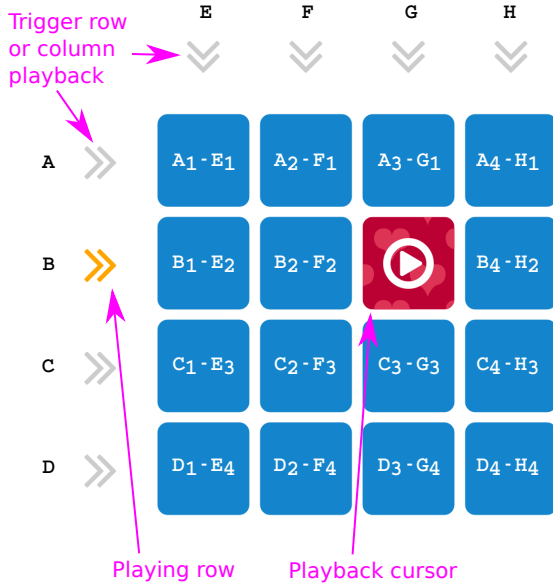 E F G H
Trigger row
or column
playback
A A1-E1 A2-F1 A3-G1 A4-H1
B B1-E2 B2-F2 B4-H2
C C1-E3 C2-F3 C3-G3 C4-H3
D D1-E4 D2-F4 D3-G4 D4-H4
Playing row Playback cursor